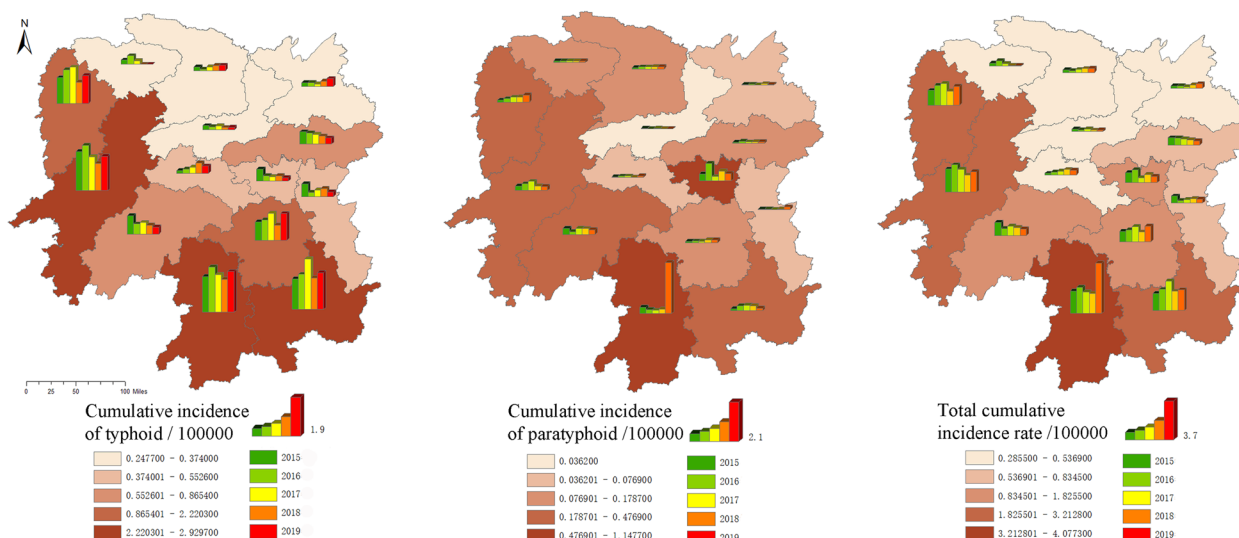 N
0 25 50 100 Miles
Cumulative incidence
of typhoid / 100000
1.9
0.247700 - 0.374000
0.374001 - 0.552600
0.552601 - 0.865400
0.865401 - 2.220300
2.220301 - 2.929700
2015
2016
2017
2018
2019
Cumulative incidence
of paratyphoid /100000
2.1
0.036200
0.036201 - 0.076900
0.076901 - 0.178700
0.178701 - 0.476900
0.476901 - 1.147700
2015
2016
2017
2018
2019
Total cumulative
incidence rate /100000
3.7
0.285500 - 0.536900
0.536901 - 0.834500
0.834501 - 1.825500
1.825501 - 3.212800
3.212801 - 4.077300
2015
2016
2017
2018
2019